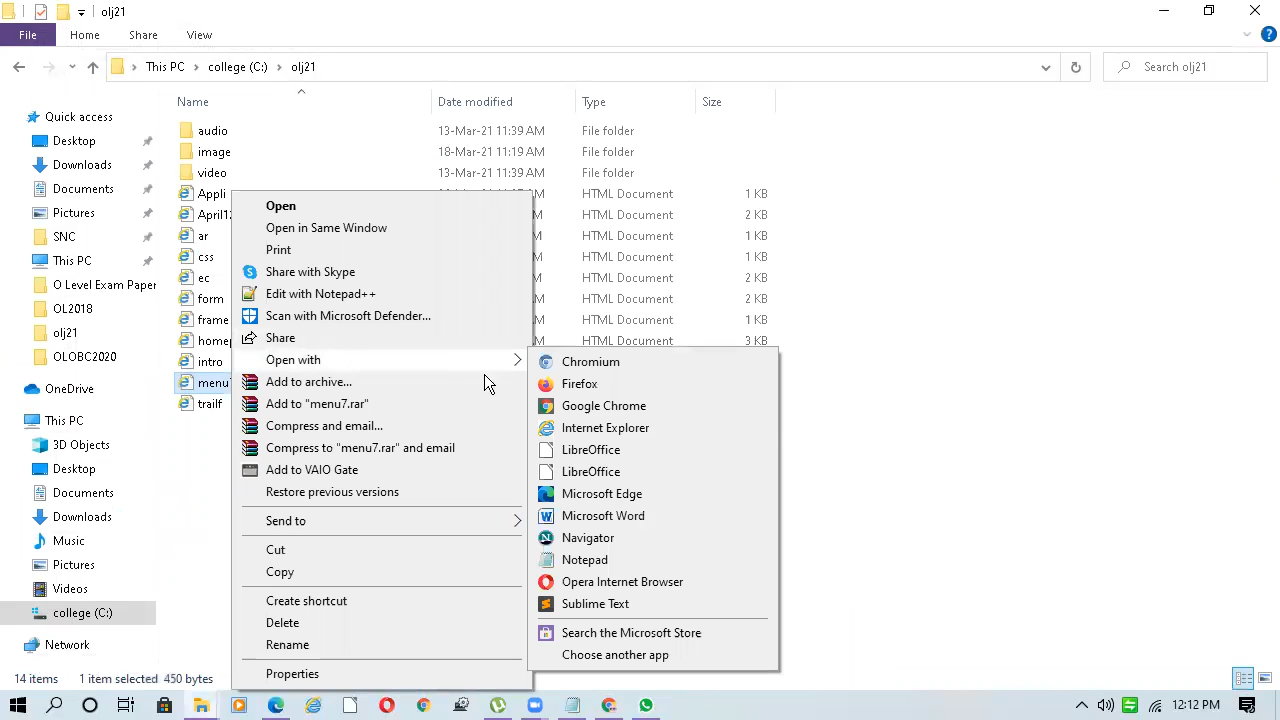 olj21
File Home Share View
This PC college (C:) olj21
Search olj21
Name Date modified Type Size
Quick access
Desktop
Downloads
Documents
Pictures
SNC
This PC
O Level Exam Paper
OL2018
olj21
OLOBC2020
OneDrive
This PC
3D Objects
Desktop
Documents
Downloads
Music
Pictures
Videos
college (C:)
Network
audio 13-Mar-21 11:39 AM File folder
image 18-Mar-21 11:19 AM File folder
video 13-Mar-21 11:39 AM File folder
Appli HTML Document 1 KB
April12 M HTML Document 2 KB
ar M HTML Document 1 KB
css M HTML Document 1 KB
ec M HTML Document 2 KB
form M HTML Document 2 KB
frame M HTML Document 1 KB
home M HTML Document 3 KB
intro
menu7
trailf
Open
Open in Same Window
Print
Share with Skype
Edit with Notepad++
Scan with Microsoft Defender...
Share
Open with
Add to archive...
Add to "menu7.rar"
Compress and email...
Compress to "menu7.rar" and email
Add to VAIO Gate
Restore previous versions
Send to
Cut
Copy
Create shortcut
Delete
Rename
Properties
Chromium
Firefox
Google Chrome
Internet Explorer
LibreOffice
LibreOffice
Microsoft Edge
Microsoft Word
Navigator
Notepad
Opera Internet Browser
Sublime Text
Search the Microsoft Store
Choose another app
14 items 1 item selected 450 bytes
12:12 PM